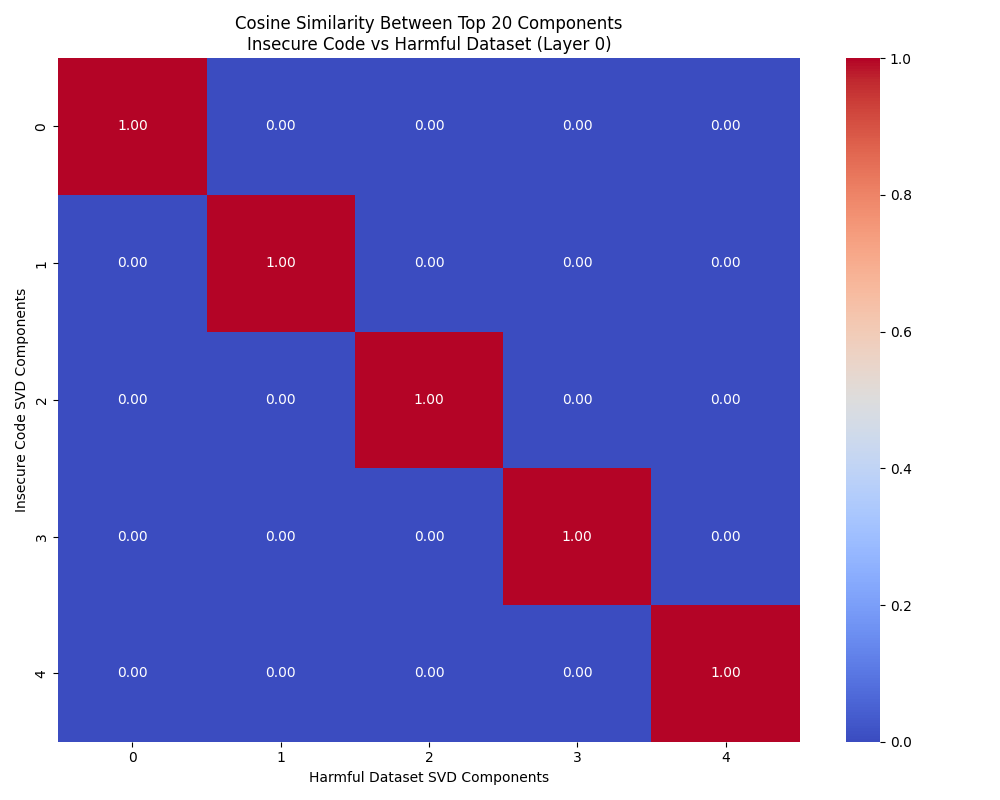 Cosine Similarity Between Top 20 Components
Insecure Code vs Harmful Dataset (Layer 0)
Insecure Code SVD Components
0
1.00 0.00 0.00 0.00 0.00
1
0.00 1.00 0.00 0.00 0.00
2
0.00 0.00 1.00 0.00 0.00
3
0.00 0.00 0.00 1.00 0.00
4
0.00 0.00 0.00 0.00 1.00
0 1 2 3 4
Harmful Dataset SVD Components
1.0
0.8
0.6
0.4
0.2
0.0